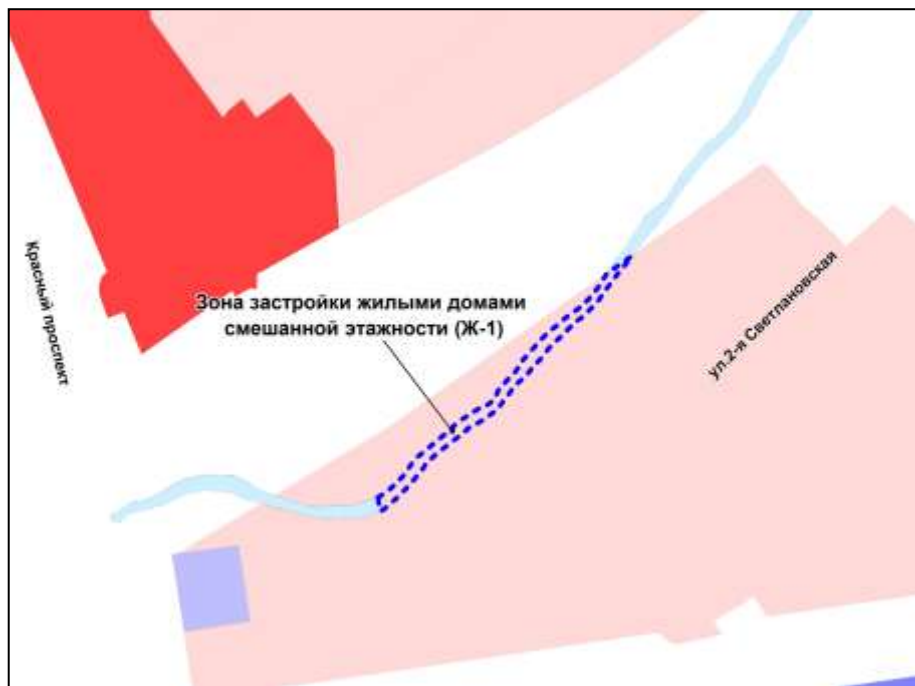 Красный проспект
Зона застройки жилыми домами
смешанной этажности (Ж-1)
ул.2-я Светлановская